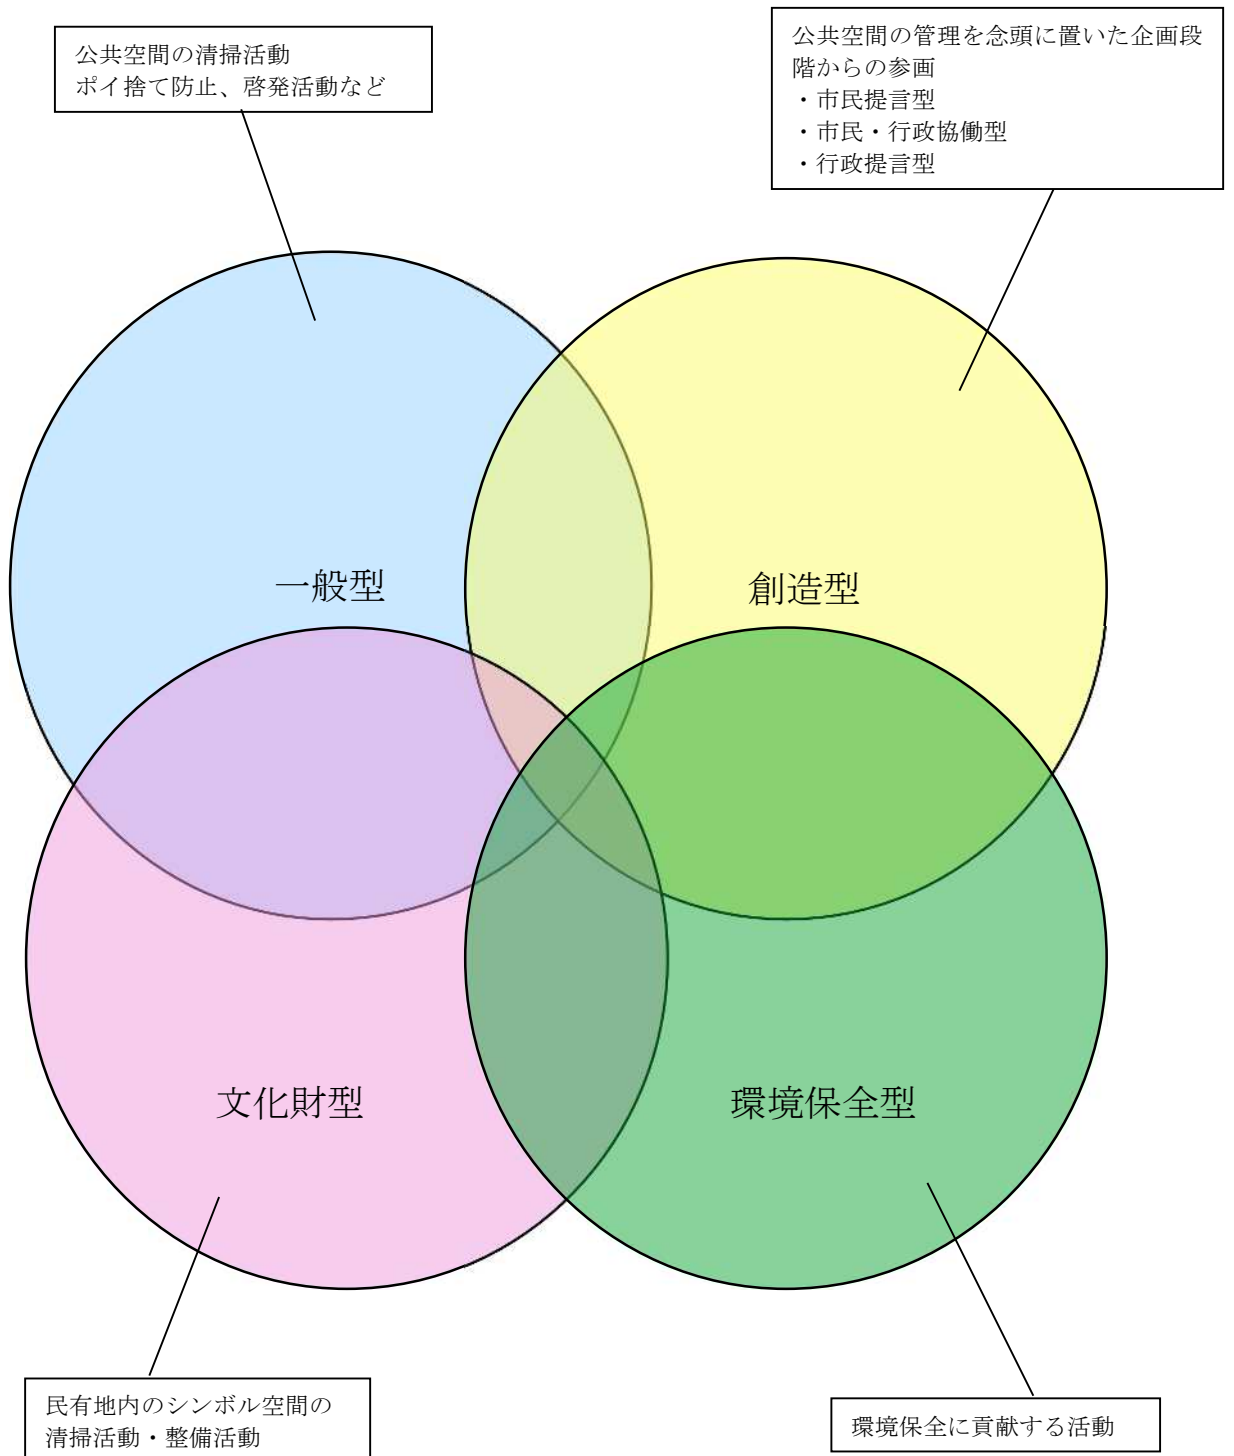 公共空間の清掃活動
ポイ捨て防止、啓発活動など
公共空間の管理を念頭に置いた企画段
階からの参画
・市民提言型
・市民・行政協働型
・行政提言型
一般型
創造型
文化財型
環境保全型
民有地内のシンボル空間の
清掃活動・整備活動
環境保全に貢献する活動